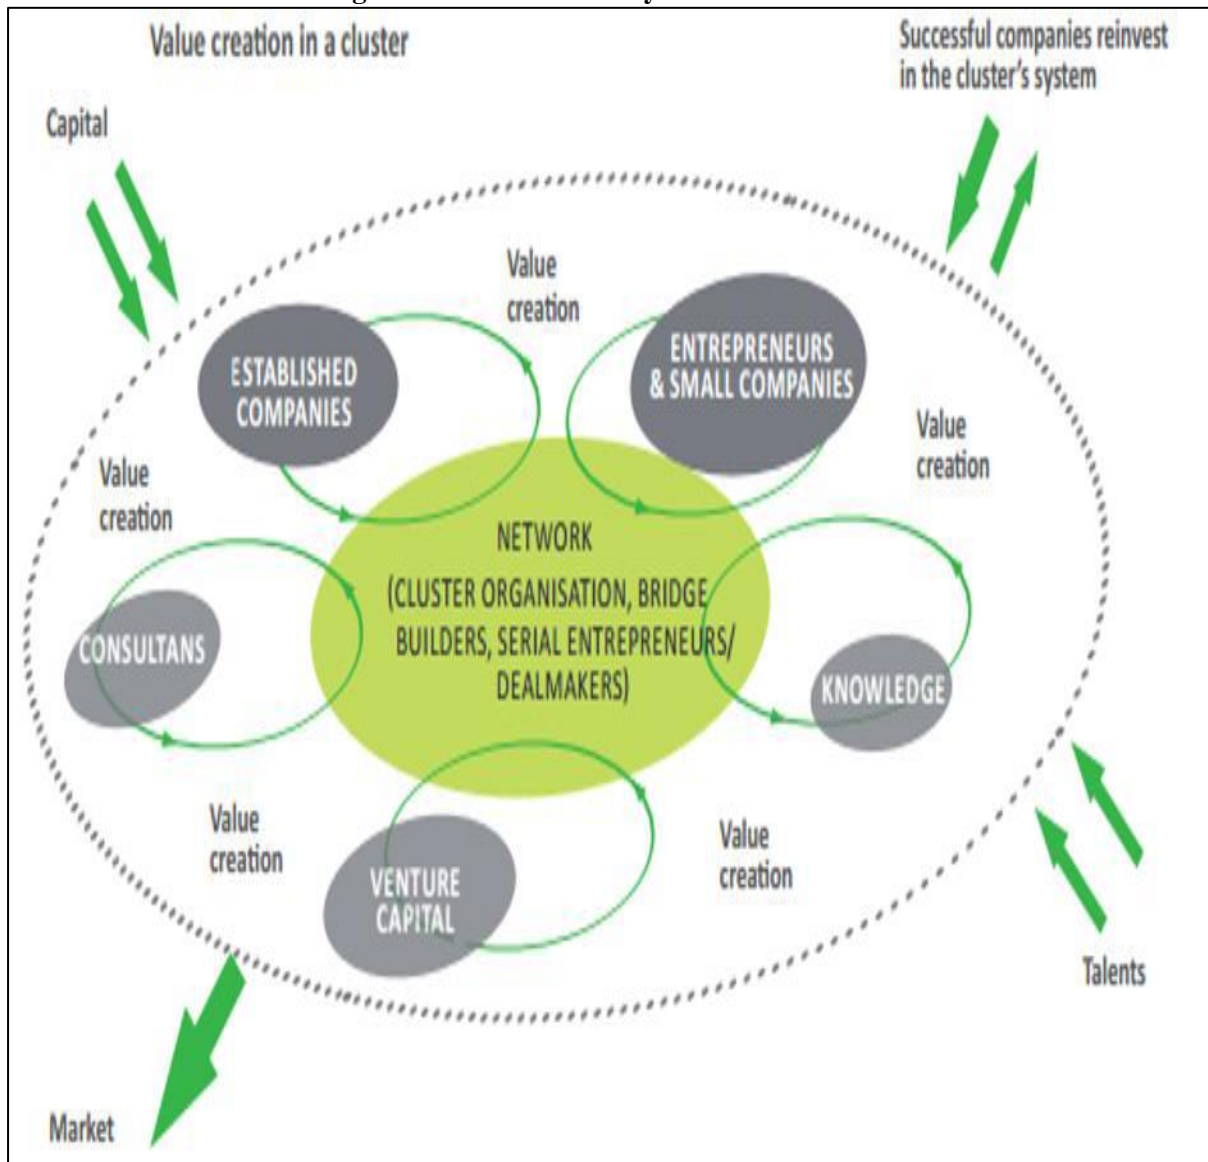 Value creation in a cluster
Successful companies reinvest
in the cluster's system
Capital
Value
creation
ESTABLISHED
COMPANIES
ENTREPRENEURS
& SMALL COMPANIES
Value
creation
Value
creation
NETWORK
(CLUSTER ORGANISATION, BRIDGE
BUILDERS, SERIAL ENTREPRENEURS/
DEALMAKERS)
CONSULTANS
KNOWLEDGE
Value
creation
Value
creation
VENTURE
CAPITAL
Talents
Market